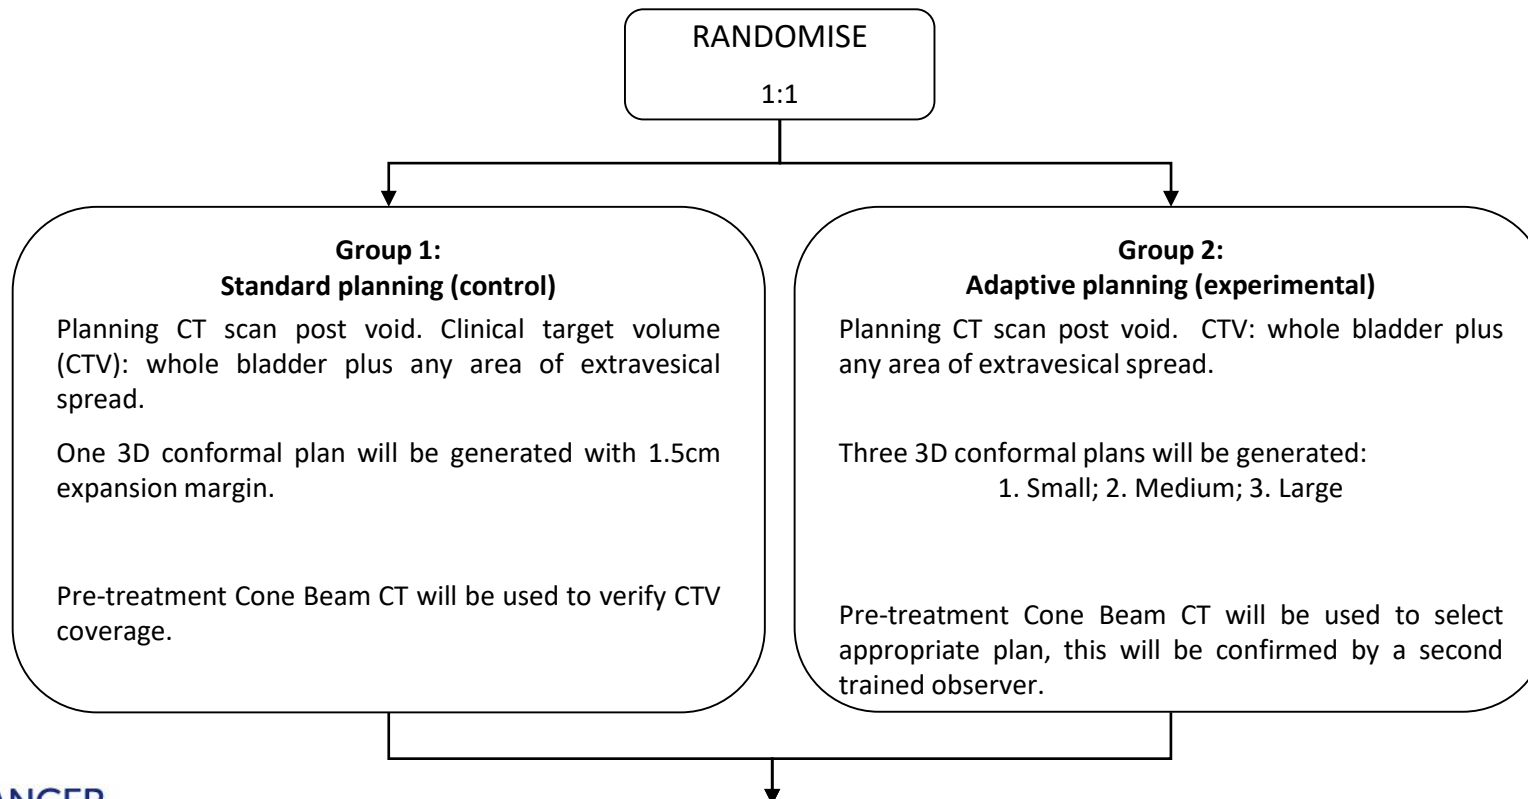 RANDOMISE
1:1
Group 1:
Standard planning (control)
Planning CT scan post void. Clinical target volume
(CTV): whole bladder plus any area of extravesical
spread.
One 3D conformal plan will be generated with 1.5cm
expansion margin.
Pre-treatment Cone Beam CT will be used to verify CTV
coverage.
Group 2:
Adaptive planning (experimental)
Planning CT scan post void. CTV: whole bladder plus
any area of extravesical spread.
Three 3D conformal plans will be generated:
1. Small; 2. Medium; 3. Large
Pre-treatment Cone Beam CT will be used to select
appropriate plan, this will be confirmed by a second
trained observer.